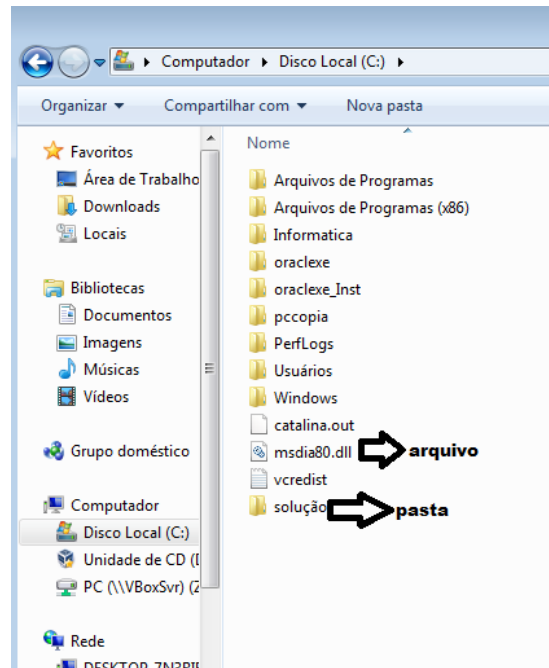 Computador ▸ Disco Local (C:) ▸
Organizar Compartilhar com Nova pasta
Favoritos
Área de Trabalho
Downloads
Locais
Bibliotecas
Documentos
Imagens
Músicas
Vídeos
Grupo doméstico
Computador
Disco Local (C:)
Unidade de CD (
PC (\\VBoxSvr) (
Rede
Nome
Arquivos de Programas
Arquivos de Programas (x86)
Informatica
oraclexe
oraclexe_Inst
pccopia
PerfLogs
Usuários
Windows
catalina.out
msdia80.dll arquivo
vcredist
solução pasta